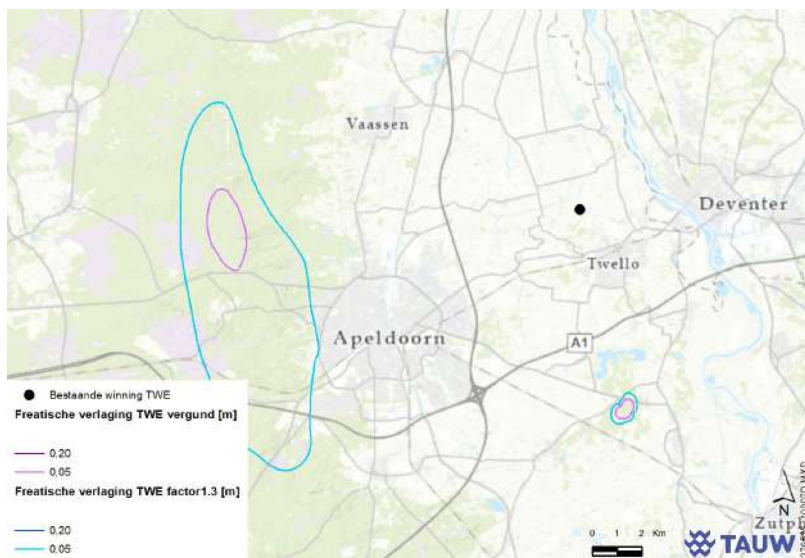 Vaassen
Deventer
Twello
Apeldoorn
A1
Bestaande winning TWE
Freatische verlaging TWE vergund [m]
0,20
0,05
Freatische verlaging TWE factor1.3 [m]
0,20
0,05
0 1 2 Km
N
Zutph
TAUW